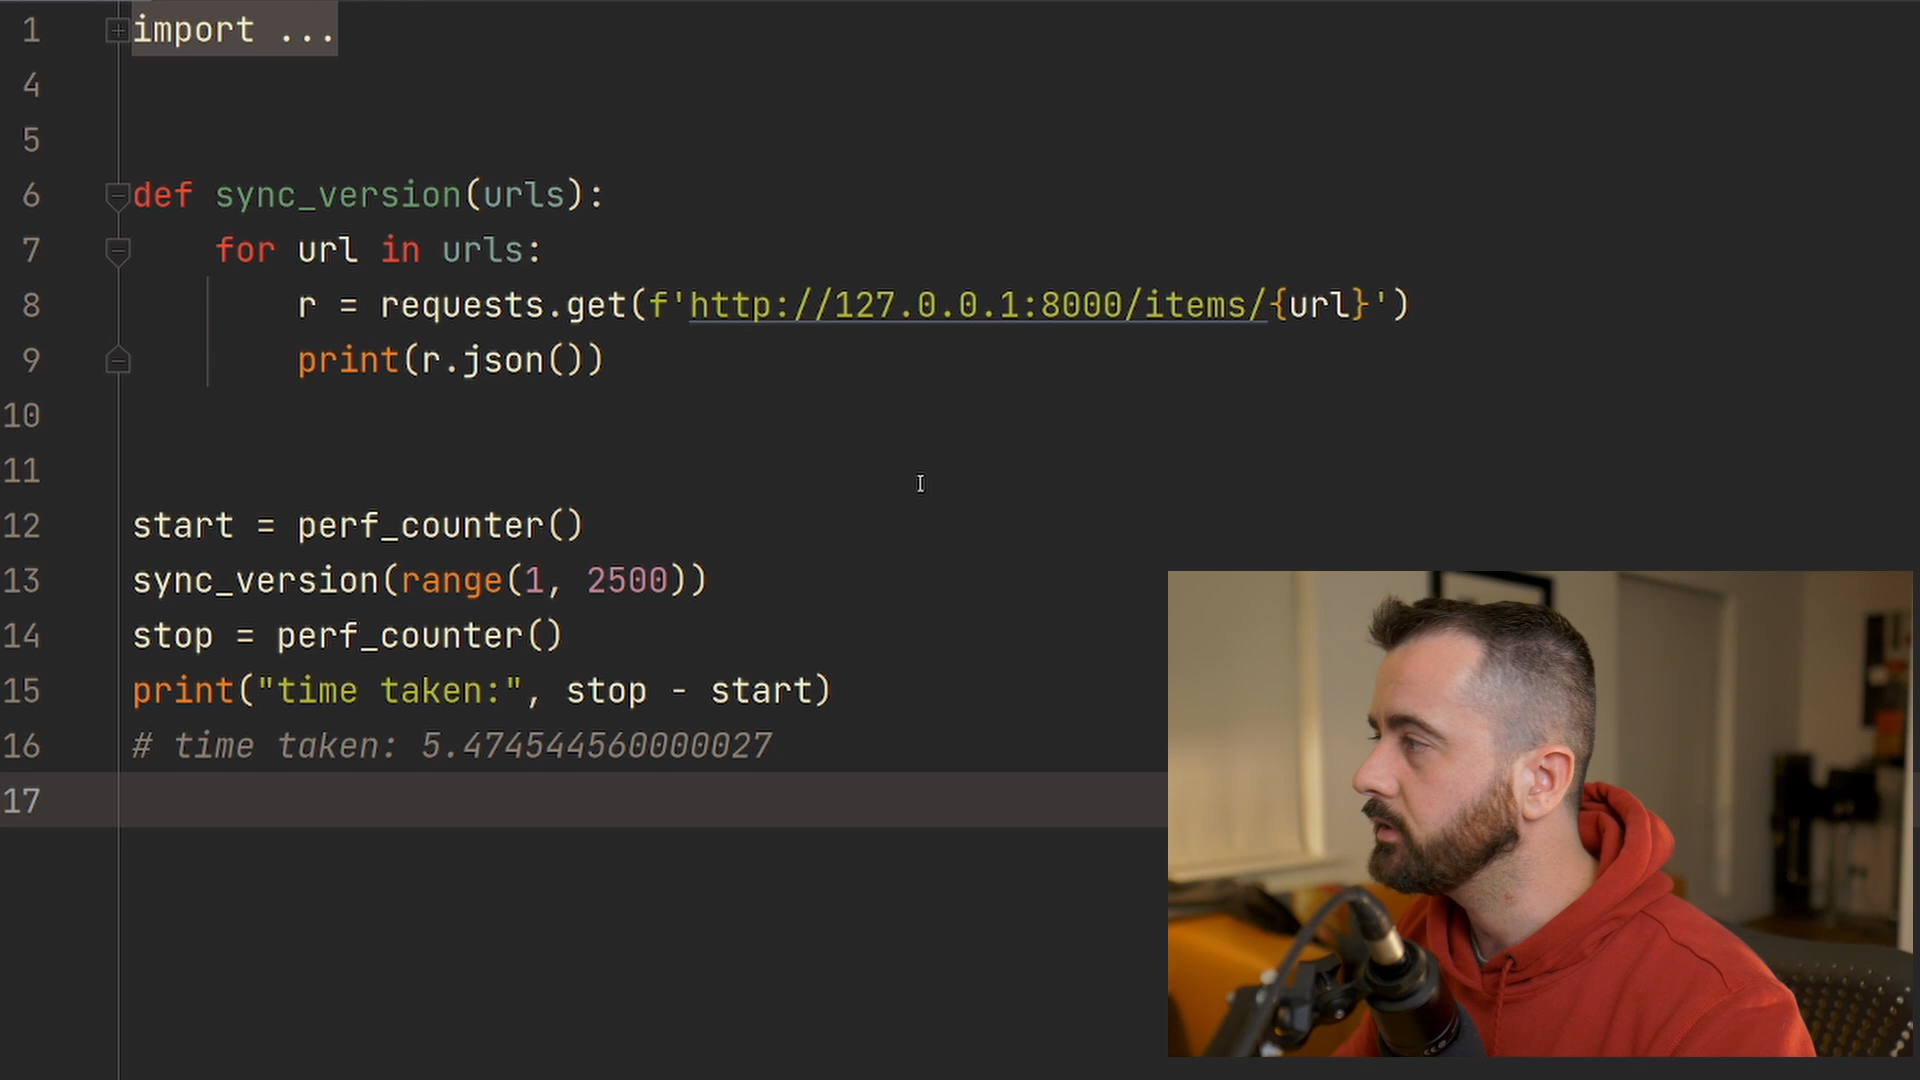 1 import ...
4
5
6 def sync_version(urls):
7 for url in urls:
8 r = requests.get(f'http://127.0.0.1:8000/items/{url}')
9 print(r.json())
10
11
12 start = perf_counter()
13 sync_version(range(1, 2500))
14 stop = perf_counter()
15 print("time taken:", stop - start)
16 # time taken: 5.474544560000027
17